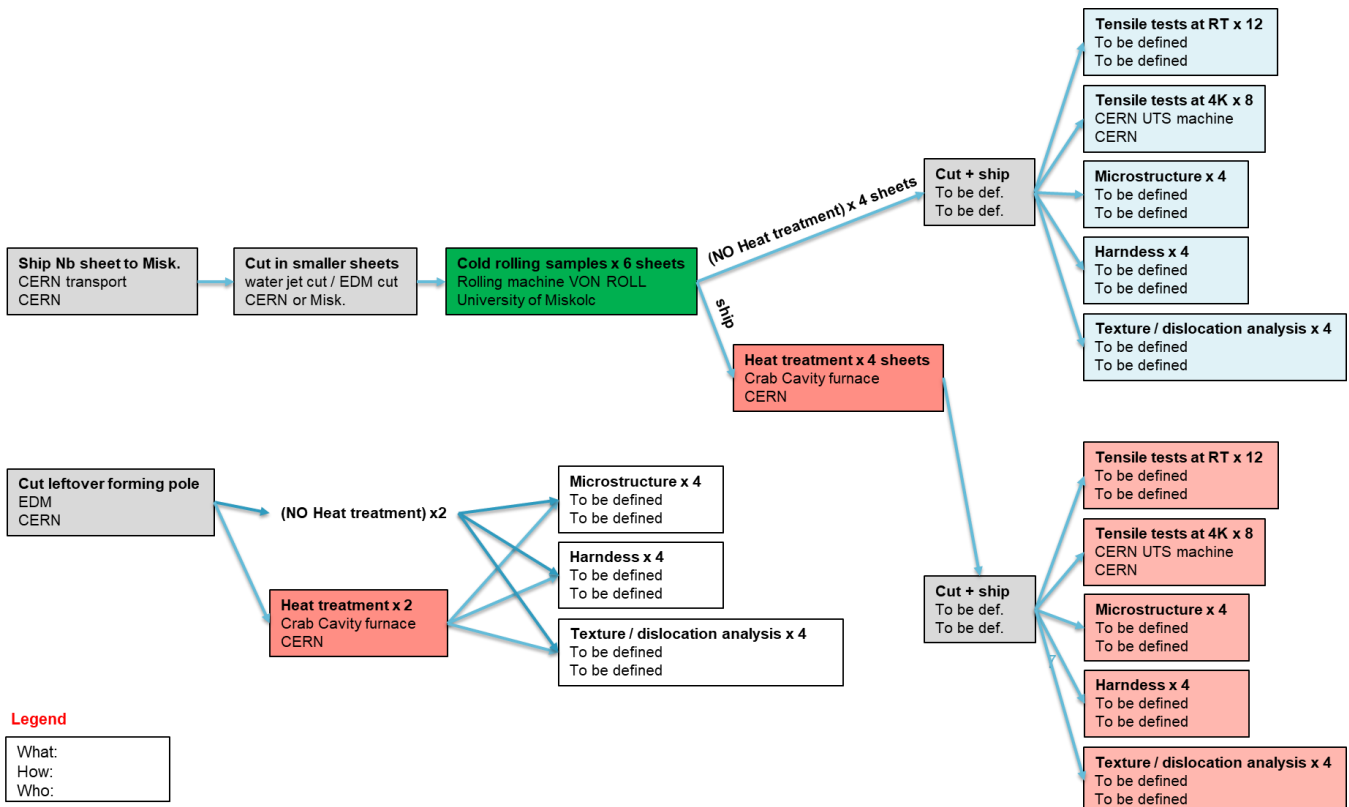 Ship Nb sheet to Misk.
CERN transport
CERN
Cut in smaller sheets
water jet cut / EDM cut
CERN or Misk.
Cold rolling samples x 6 sheets
Rolling machine VON ROLL
University of Miskolc
(NO Heat treatment) x 4 sheets
ship
Cut + ship
To be def.
To be def.
Tensile tests at RT x 12
To be defined
To be defined
Tensile tests at 4K x 8
CERN UTS machine
CERN
Microstructure x 4
To be defined
To be defined
Harndess x 4
To be defined
To be defined
Texture / dislocation analysis x 4
To be defined
To be defined
Heat treatment x 4 sheets
Crab Cavity furnace
CERN
Cut + ship
To be def.
To be def.
Tensile tests at RT x 12
To be defined
To be defined
Tensile tests at 4K x 8
CERN UTS machine
CERN
Microstructure x 4
To be defined
To be defined
Harndess x 4
To be defined
To be defined
Texture / dislocation analysis x 4
To be defined
To be defined
Cut leftover forming pole
EDM
CERN
(NO Heat treatment) x2
Heat treatment x 2
Crab Cavity furnace
CERN
Microstructure x 4
To be defined
To be defined
Harndess x 4
To be defined
To be defined
Texture / dislocation analysis x 4
To be defined
To be defined
Legend
What:
How:
Who: